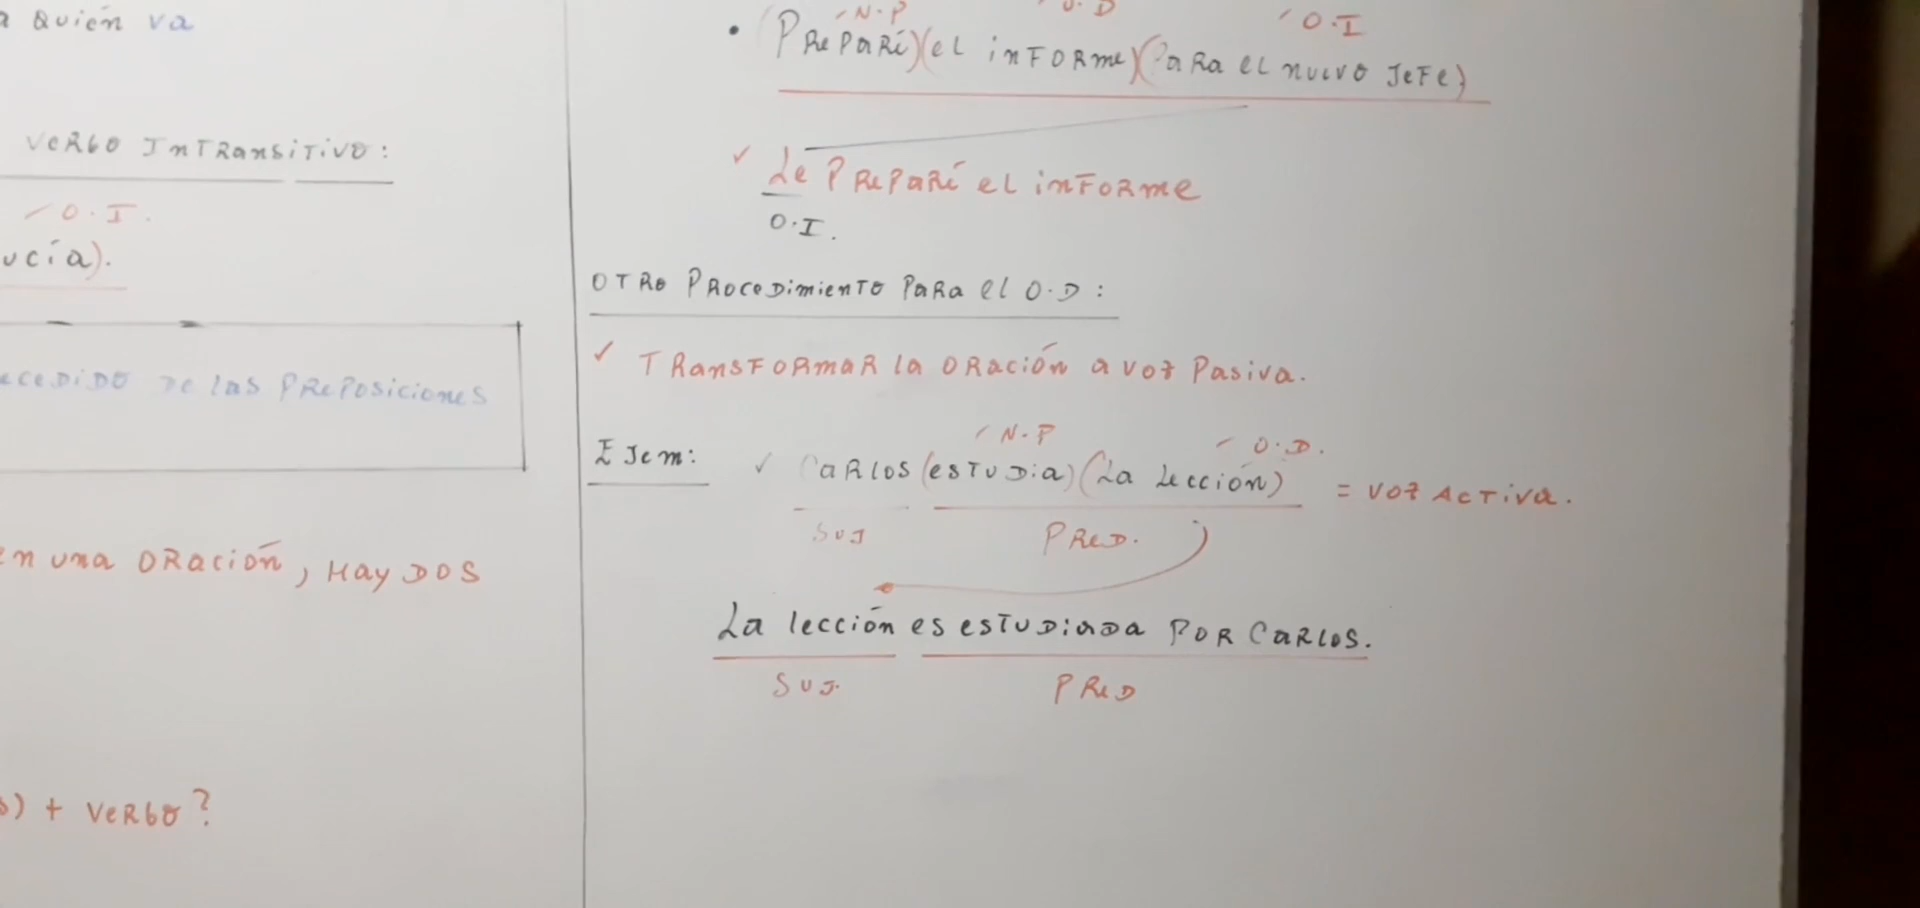 a quién va
verbo Intransitivo:
O.I.
ucía).
ecedido de las preposiciones
en una oración, hay dos
s) + verbo?
N.P O.D O.I
• (Preparé)(el informe)(para el nuevo jefe)
✓ Le preparé el informe
O.I.
Otro procedimiento para el O.D:
✓ Transformar la oración a voz pasiva.
N.P O.D.
Ejem: ✓ Carlos (estudia) (la lección) = voz activa.
Suj Pred.
La lección es estudiada por Carlos.
Suj. Pred